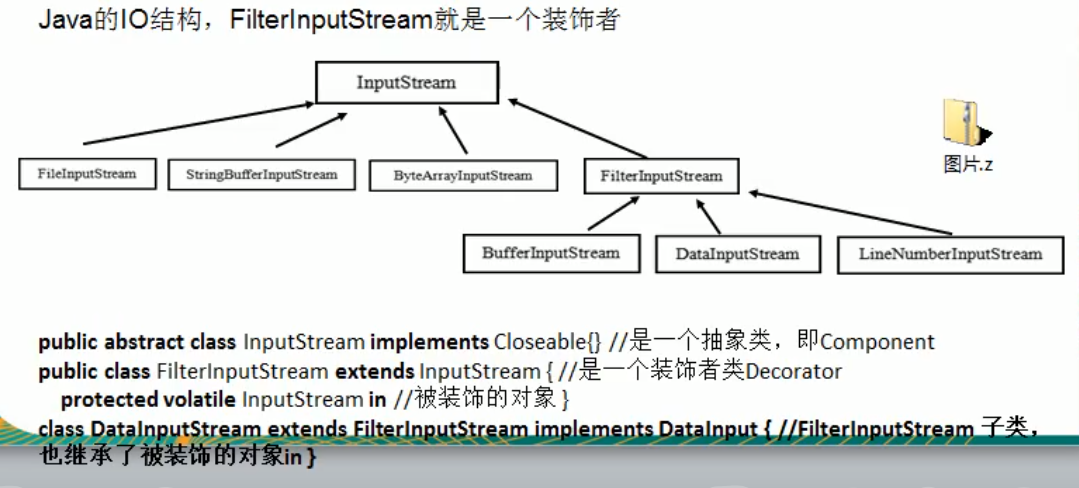 Java的IO结构，FilterInputStream就是一个装饰者
InputStream
FileInputStream
StringBufferInputStream
ByteArrayInputStream
FilterInputStream
图片.z
BufferInputStream
DataInputStream
LineNumberInputStream
public abstract class InputStream implements Closeable{} //是一个抽象类，即Component
public class FilterInputStream extends InputStream { //是一个装饰者类Decorator
protected volatile InputStream in //被装饰的对象 }
class DataInputStream extends FilterInputStream implements DataInput { //FilterInputStream 子类，
也继承了被装饰的对象in }